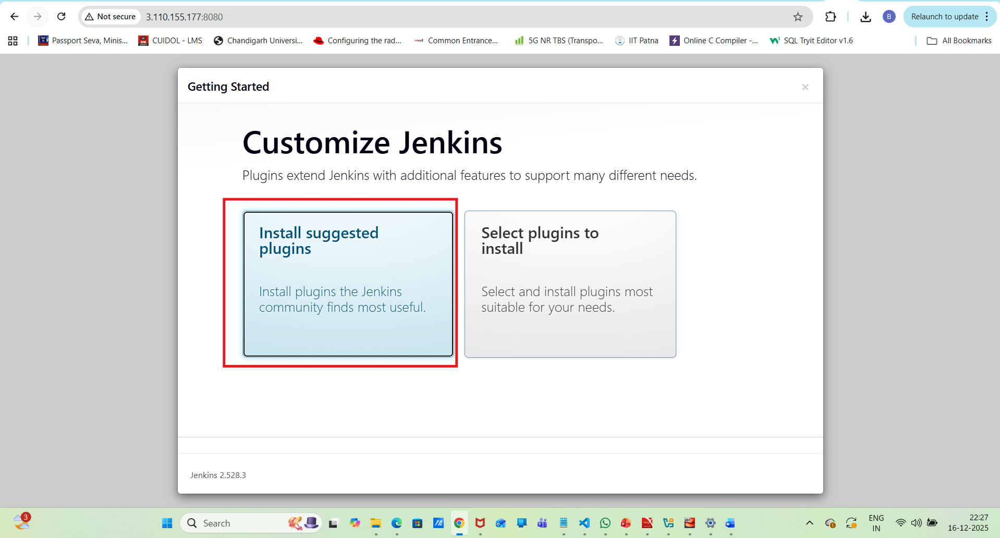 Not secure
3.110.155.177:8080
B
Relaunch to update
Passport Seva, Minis...
CUIDOL - LMS
Chandigarh Universi...
Configuring the rad...
Common Entrance...
5G NR TBS (Transpo...
IIT Patna
Online C Compiler -...
SQL Tryit Editor v1.6
All Bookmarks
Getting Started
Customize Jenkins
Plugins extend Jenkins with additional features to support many different needs.
Install suggested
plugins
Install plugins the Jenkins
community finds most useful.
Select plugins to
install
Select and install plugins most
suitable for your needs.
Jenkins 2.528.3
3
Search
ENG
IN
22:27
16-12-2025